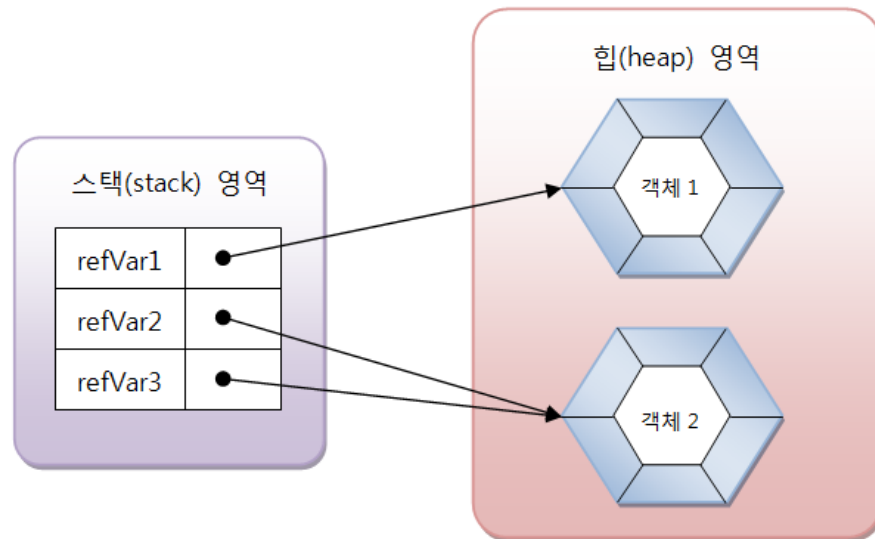 힙(heap) 영역
객체 1
스택(stack) 영역
refVar1
refVar2
refVar3
객체 2